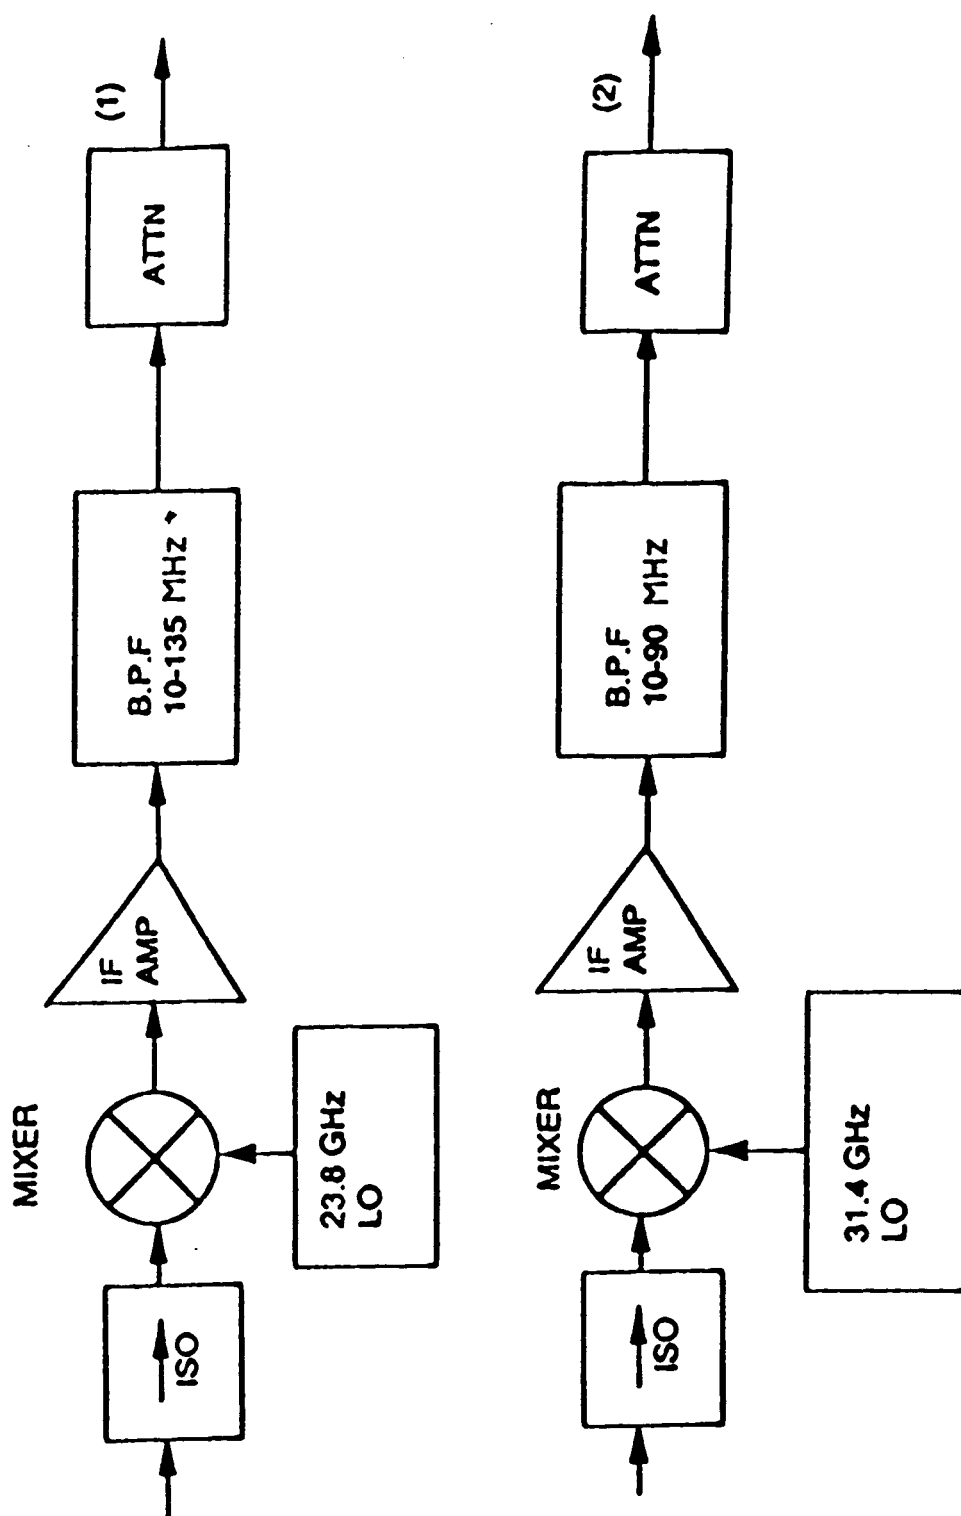 MIXER
ISO
23.8 GHz
LO
IF
AMP
B.P.F
10-135 MHz
ATTN
(1)
MIXER
ISO
31.4 GHz
LO
IF
AMP
B.P.F
10-90 MHz
ATTN
(2)